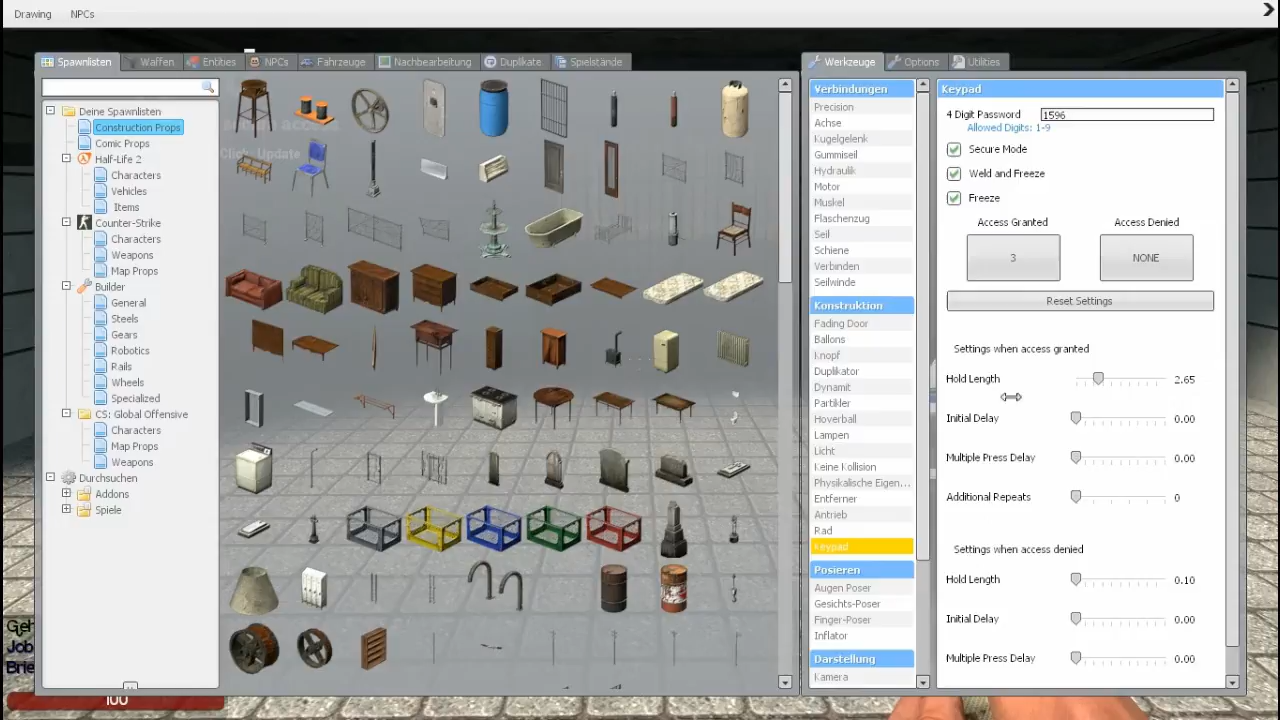 Drawing NPCs
Spawnlisten Waffen Entities NPCs Fahrzeuge Nachbearbeitung Duplikate Spielstände
Deine Spawnlisten
Construction Props
Comic Props
Half-Life 2
Characters
Vehicles
Items
Counter-Strike
Characters
Weapons
Map Props
Builder
General
Steels
Gears
Robotics
Rails
Wheels
Specialized
CS: Global Offensive
Characters
Map Props
Weapons
Durchsuchen
Addons
Spiele
Click Update
Geh
Job
Brie
100
Werkzeuge Optionen Utilities
Verbindungen
Precision
Achse
Kugelgelenk
Gummiseil
Hydraulik
Motor
Muskel
Flaschenzug
Seil
Schiene
Verbinden
Seilwinde
Konstruktion
Fading Door
Ballons
Knopf
Duplikator
Dynamit
Partikler
Hoverball
Lampen
Licht
Keine Kollision
Physikalische Eigen...
Entferner
Antrieb
Rad
Keypad
Posieren
Augen Poser
Gesichts-Poser
Finger-Poser
Inflator
Darstellung
Kamera
Keypad
4 Digit Password 1596
Allowed Digits: 1-9
Secure Mode
Weld and Freeze
Freeze
Access Granted Access Denied
3 NONE
Reset Settings
Settings when access granted
Hold Length 2.65
Initial Delay 0.00
Multiple Press Delay 0.00
Additional Repeats 0
Settings when access denied
Hold Length 0.10
Initial Delay 0.00
Multiple Press Delay 0.00